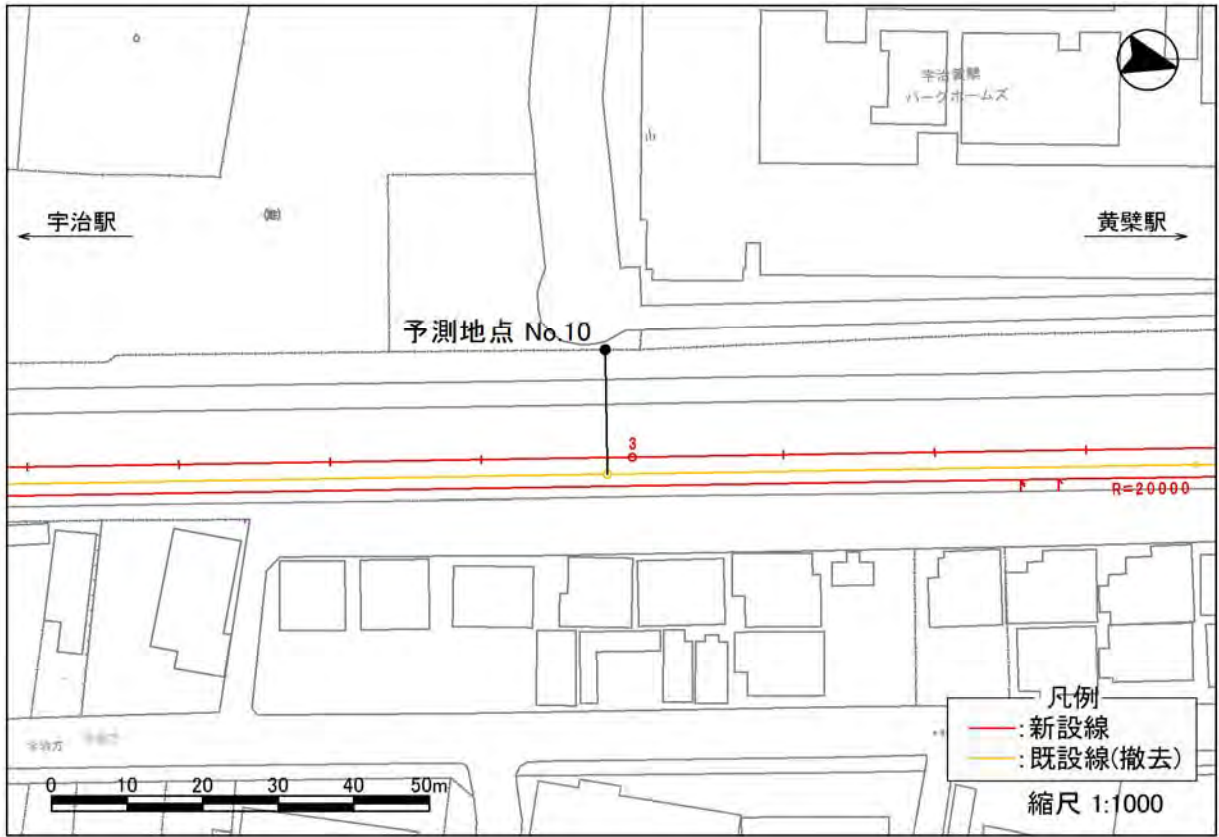 宇治黄檗
パークホームズ
宇治駅
黄檗駅
予測地点 No.10
3
R=20000
凡例
:新設線
:既設線(撤去)
0 10 20 30 40 50m
縮尺 1:1000